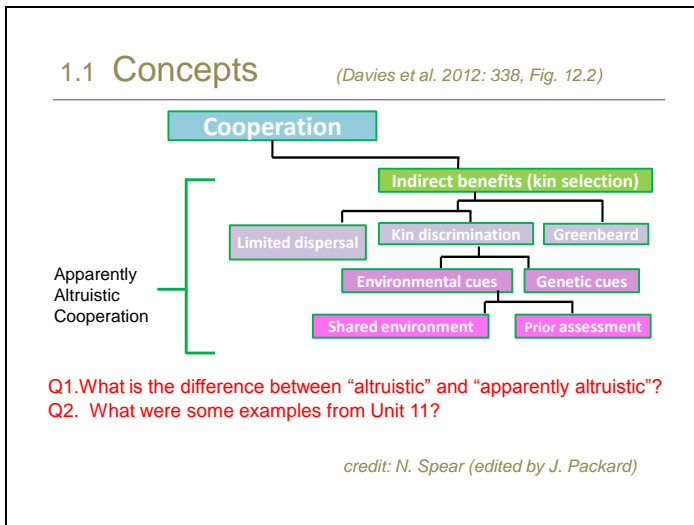 1.1 Concepts (Davies et al. 2012: 338, Fig. 12.2)
Cooperation
Indirect benefits (kin selection)
Limited dispersal Kin discrimination Greenbeard
Environmental cues Genetic cues
Shared environment Prior assessment
Apparently
Altruistic
Cooperation
Q1.What is the difference between “altruistic” and “apparently altruistic”?
Q2. What were some examples from Unit 11?
credit: N. Spear (edited by J. Packard)